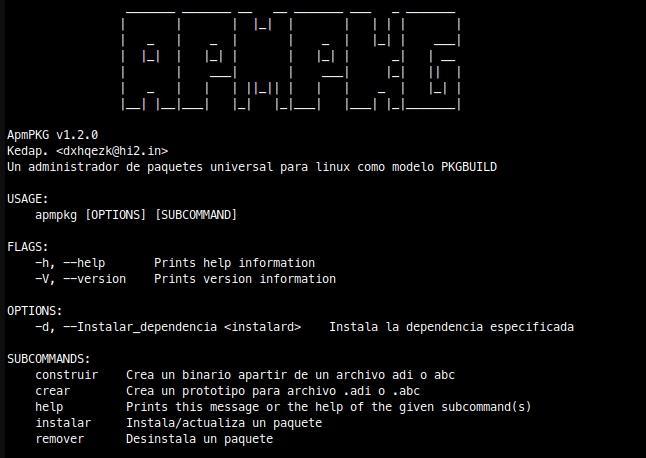 APMPKG
ApmPKG v1.2.0
Kedap. <dxhqezk@hi2.in>
Un administrador de paquetes universal para linux como modelo PKGBUILD
USAGE:
apmpkg [OPTIONS] [SUBCOMMAND]
FLAGS:
-h, --help Prints help information
-V, --version Prints version information
OPTIONS:
-d, --Instalar_dependencia <instalard> Instala la dependencia especificada
SUBCOMMANDS:
construir Crea un binario apartir de un archivo adi o abc
crear Crea un prototipo para archivo .adi o .abc
help Prints this message or the help of the given subcommand(s)
instalar Instala/actualiza un paquete
remover Desinstala un paquete